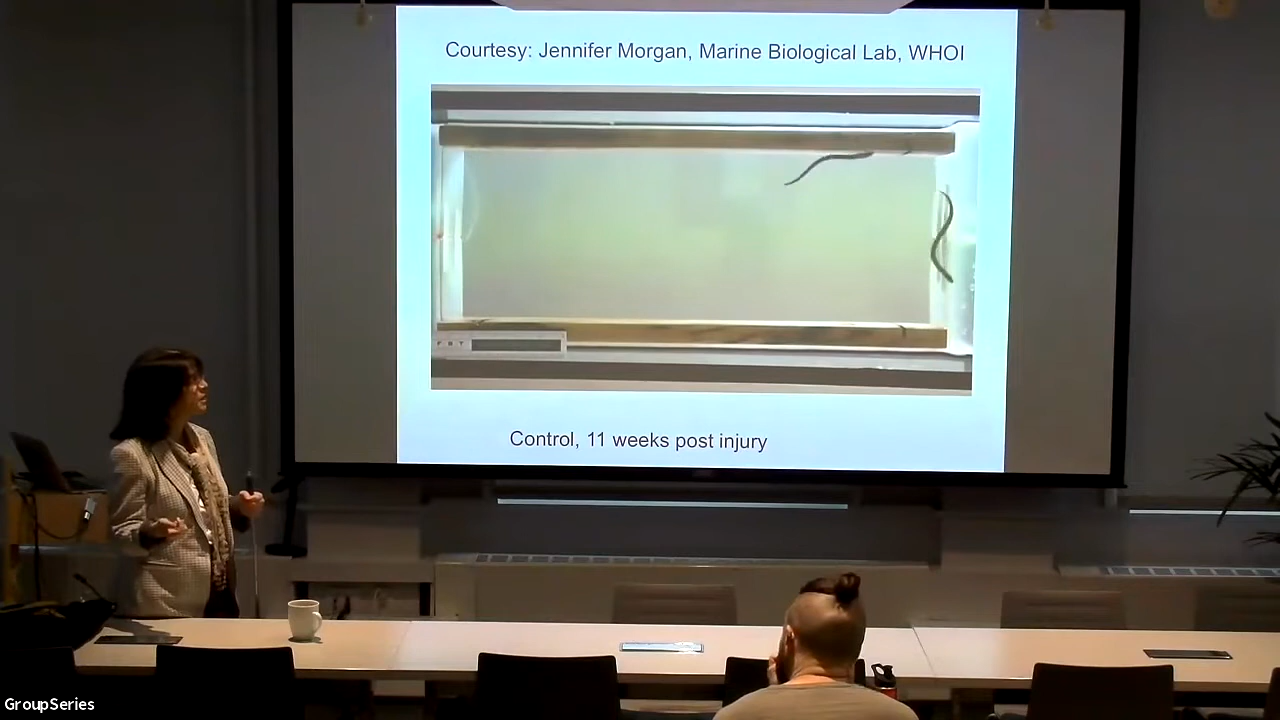 Courtesy: Jennifer Morgan, Marine Biological Lab, WHOI
Control, 11 weeks post injury
GroupSeries